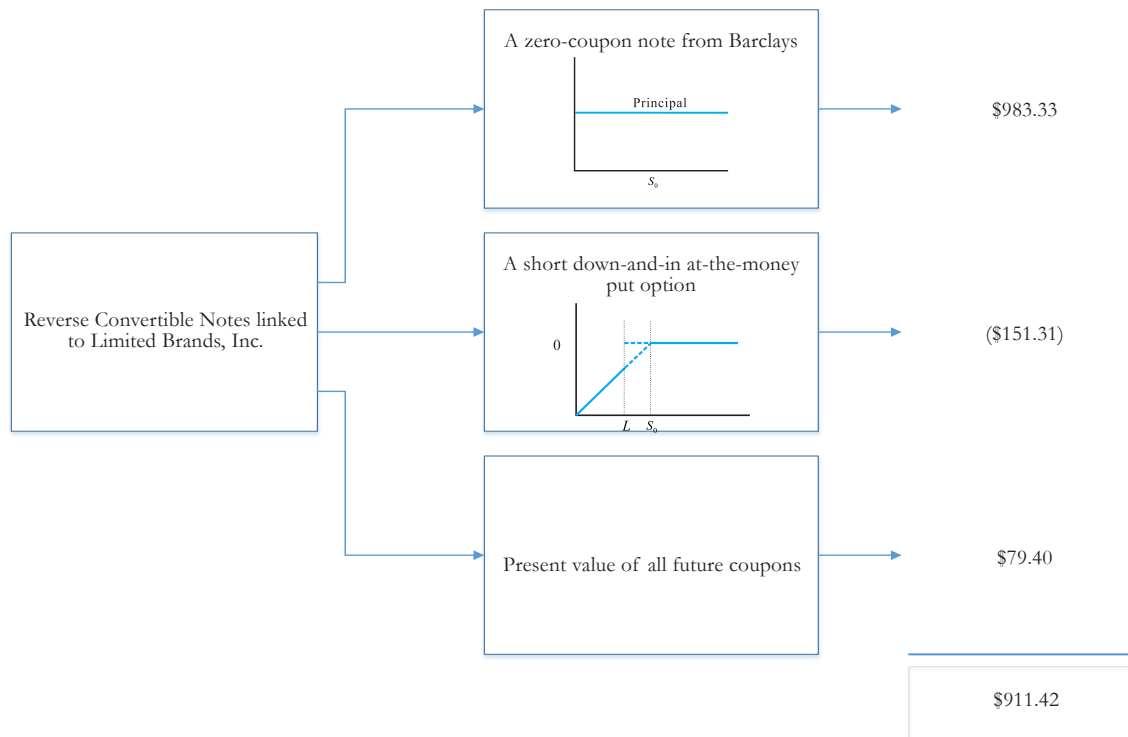 A zero-coupon note from Barclays
Principal
S₀
$983.33
Reverse Convertible Notes linked
to Limited Brands, Inc.
A short down-and-in at-the-money
put option
0
L S₀
($151.31)
Present value of all future coupons
$79.40
$911.42